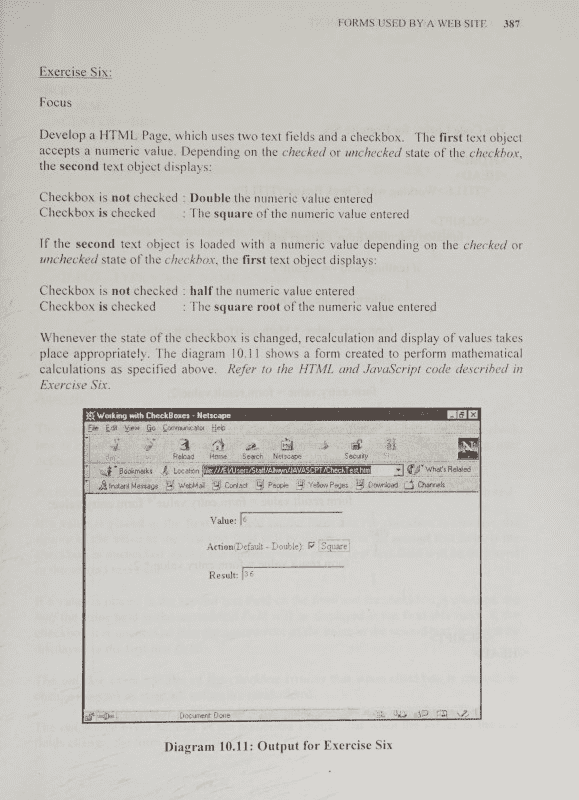 FORMS USED BY A WEB SITE 387
Exercise Six:
Focus
Develop a HTML Page, which uses two text fields and a checkbox. The first text object
accepts a numeric value. Depending on the checked or unchecked state of the checkbox,
the second text object displays:
Checkbox is not checked : Double the numeric value entered
Checkbox is checked : The square of the numeric value entered
If the second text object is loaded with a numeric value depending on the checked or
unchecked state of the checkbox, the first text object displays:
Checkbox is not checked : half the numeric value entered
Checkbox is checked : The square root of the numeric value entered
Whenever the state of the checkbox is changed, recalculation and display of values takes
place appropriately. The diagram 10.11 shows a form created to perform mathematical
calculations as specified above. Refer to the HTML and JavaScript code described in
Exercise Six.
Working with CheckBoxes - Netscape
File Edit View Go Communicator Help
Reload Home Search Netscape Security
Bookmarks Location file:///E/Users/Staff/Allwyn/JAVASCPT/CheckTest.htm What's Related
Instant Message WebMail Contact People Yellow Pages Download Channels
Value: 6
Action(Default - Double): Square
Result: 36
Document: Done
Diagram 10.11: Output for Exercise Six